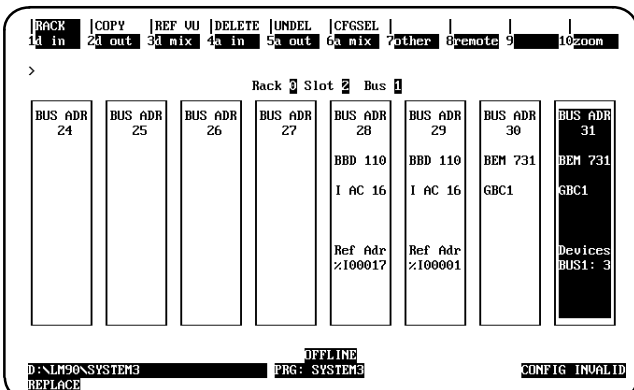 |RACK |COPY |REF VU |DELETE |UNDEL |CFGSEL | | | |
1d in 2d out 3d mix 4a in 5a out 6a mix 7other 8remote 9 10zoom
>
Rack 0 Slot 2 Bus 1
BUS ADR BUS ADR BUS ADR BUS ADR BUS ADR BUS ADR BUS ADR BUS ADR
24 25 26 27 28 29 30 31
BBD 110 BBD 110 BEM 731 BEM 731
I AC 16 I AC 16 GBC1 GBC1
Ref Adr Ref Adr Devices
%I00017 %I00001 BUS1: 3
OFFLINE
D:\LM90\SYSTEM3 PRG: SYSTEM3 CONFIG INVALID
REPLACE